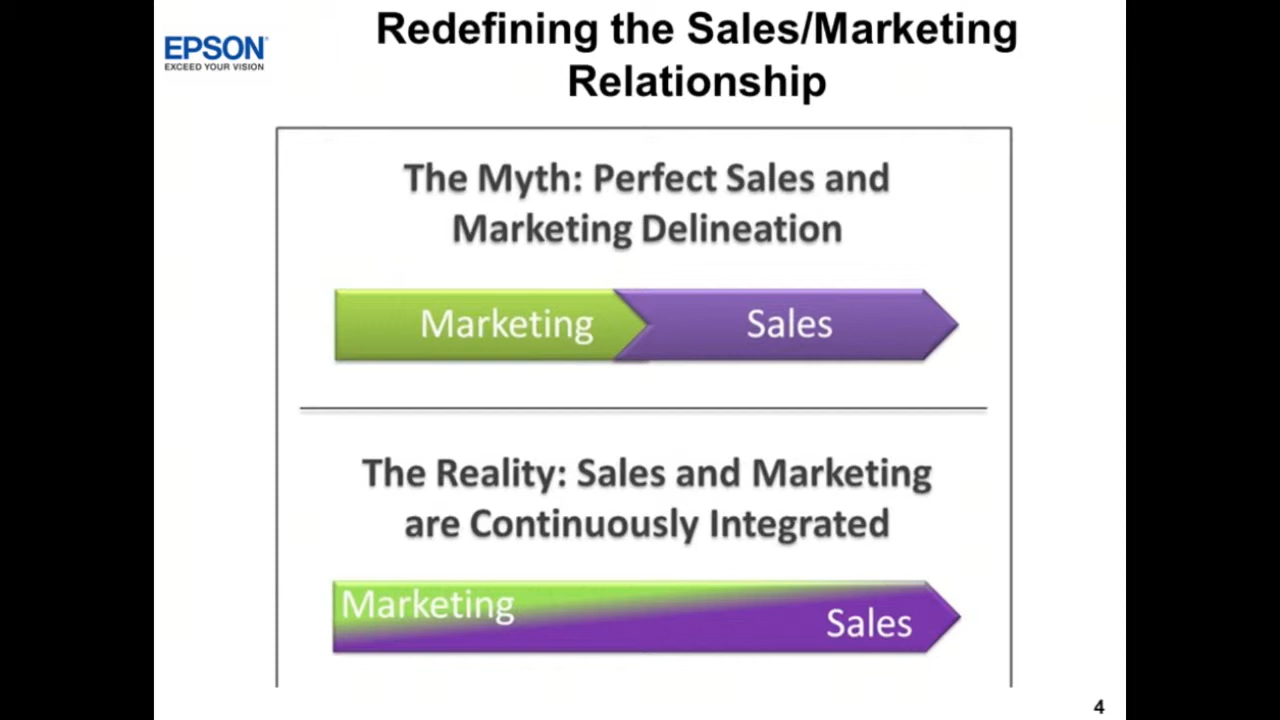 Redefining the Sales/Marketing
Relationship
EPSON
EXCEED YOUR VISION
The Myth: Perfect Sales and
Marketing Delineation
Marketing
Sales
The Reality: Sales and Marketing
are Continuously Integrated
Marketing
Sales
4